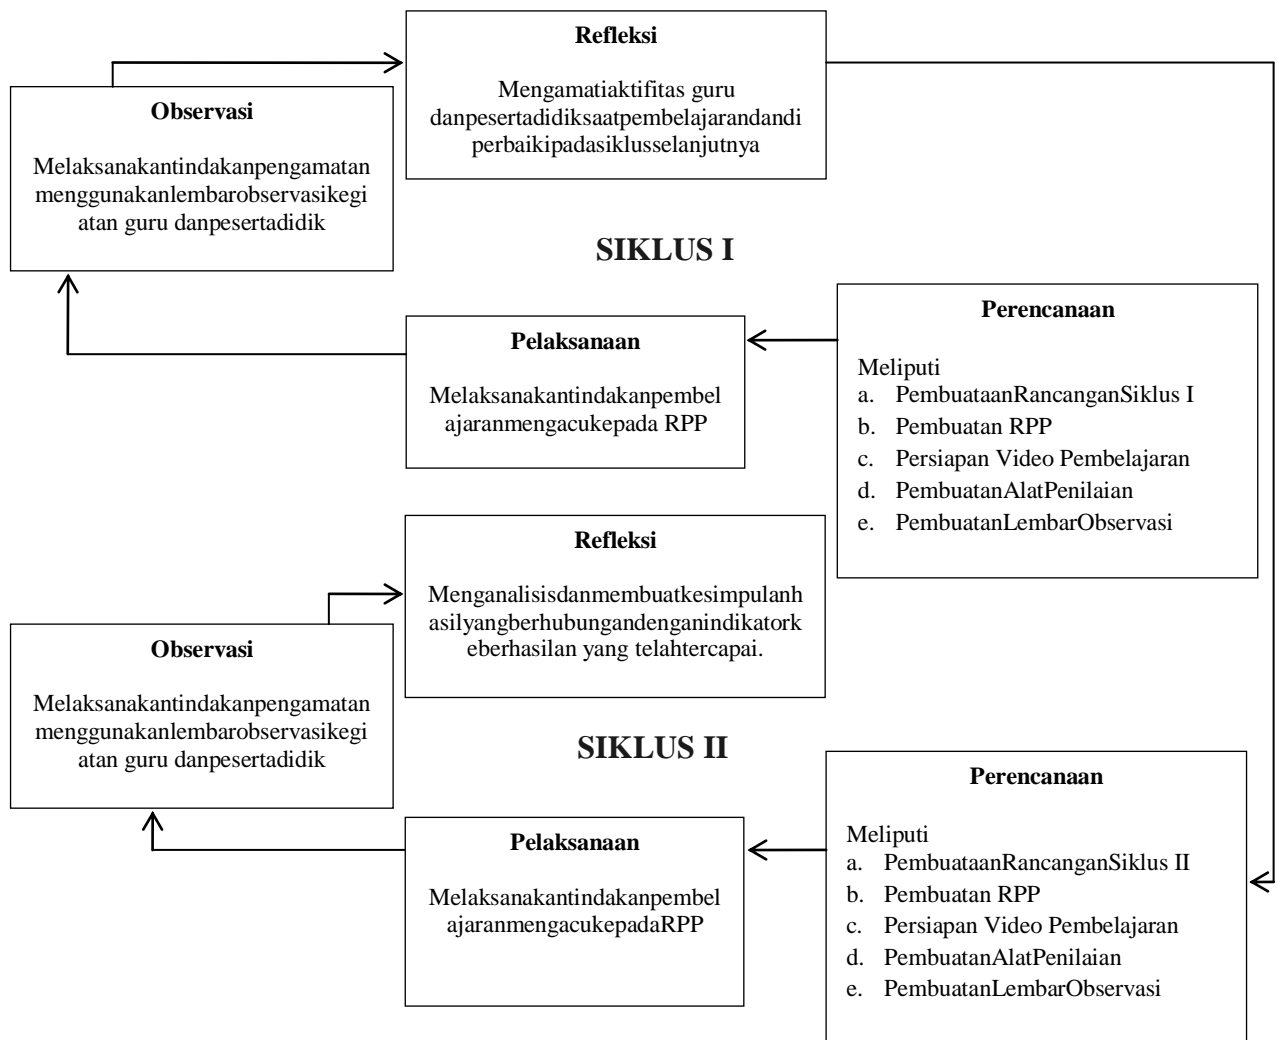 Refleksi
Mengamatiaktifitas guru
danpesertadidiksaatpembelajarandandi
perbaikipadasiklusselanjutnya
Observasi
Melaksanakantindakanpengamatan
menggunakanlembarobservasikegi
atan guru danpesertadidik
SIKLUS I
Perencanaan
Meliputi
a. PembuataanRancanganSiklus I
b. Pembuatan RPP
c. Persiapan Video Pembelajaran
d. PembuatanAlatPenilaian
e. PembuatanLembarObservasi
Pelaksanaan
Melaksanakantindakanpembel
ajaranmengacukepada RPP
Refleksi
Menganalisisdanmembuatkesimpulanh
asilyangberhubungandenganindikatork
eberhasilan yang telahtercapai.
Observasi
Melaksanakantindakanpengamatan
menggunakanlembarobservasikegi
atan guru danpesertadidik
SIKLUS II
Perencanaan
Meliputi
a. PembuataanRancanganSiklus II
b. Pembuatan RPP
c. Persiapan Video Pembelajaran
d. PembuatanAlatPenilaian
e. PembuatanLembarObservasi
Pelaksanaan
Melaksanakantindakanpembel
ajaranmengacukepadaRPP